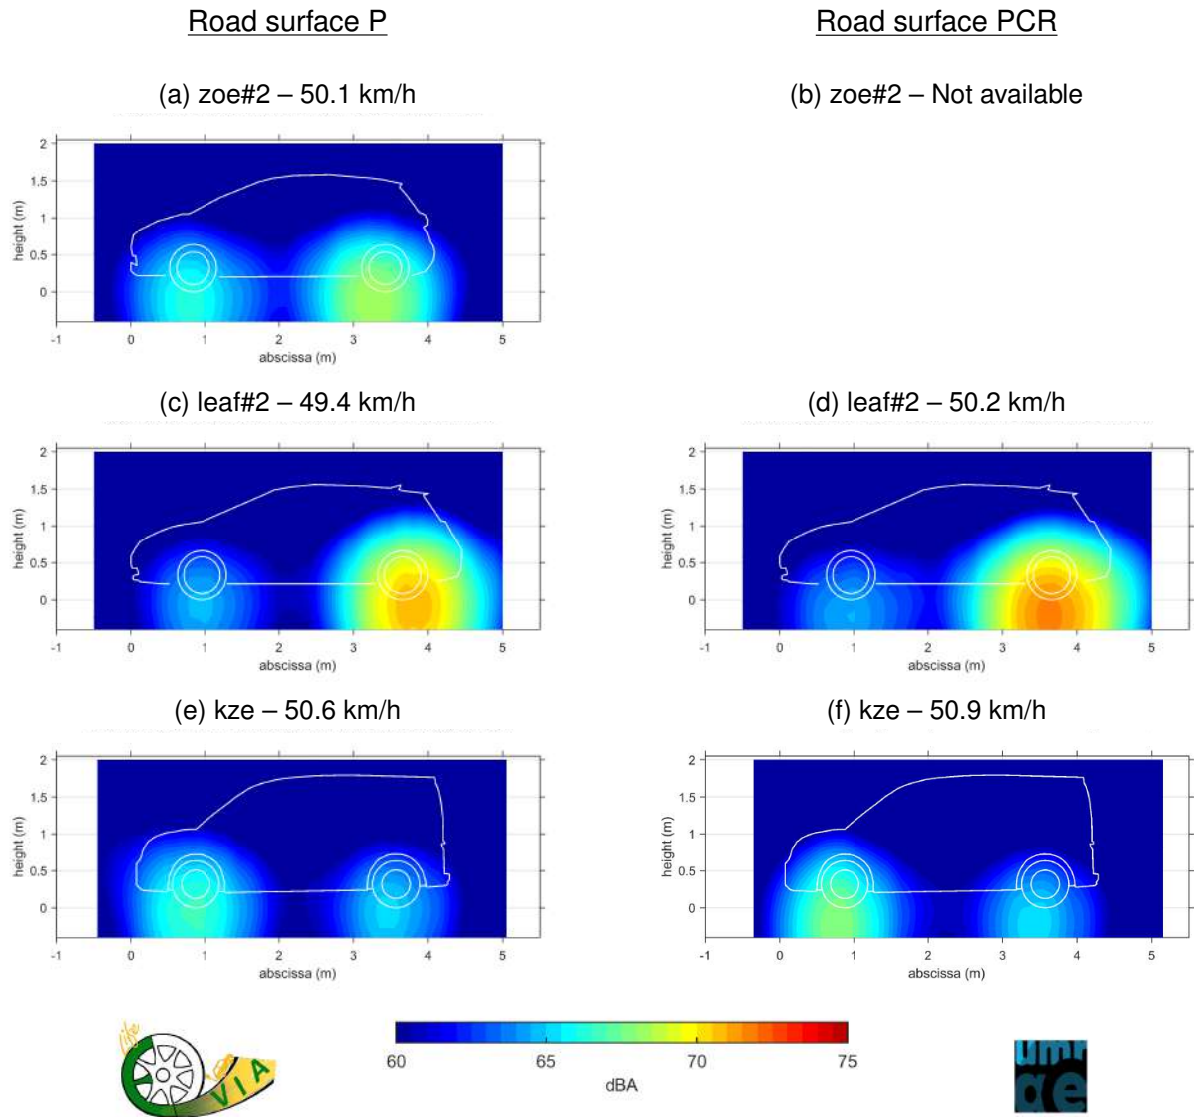 Road surface P
Road surface PCR
(a) zoe#2 – 50.1 km/h
(b) zoe#2 – Not available
2
1.5
1
0.5
0
height (m)
-1 0 1 2 3 4 5
abscissa (m)
(c) leaf#2 – 49.4 km/h
(d) leaf#2 – 50.2 km/h
2
1.5
1
0.5
0
height (m)
-1 0 1 2 3 4 5
abscissa (m)
2
1.5
1
0.5
0
height (m)
-1 0 1 2 3 4 5
abscissa (m)
(e) kze – 50.6 km/h
(f) kze – 50.9 km/h
2
1.5
1
0.5
0
height (m)
-1 0 1 2 3 4 5
abscissa (m)
2
1.5
1
0.5
0
height (m)
-1 0 1 2 3 4 5
abscissa (m)
life
VIA
60 65 70 75
dBA
umr
ae